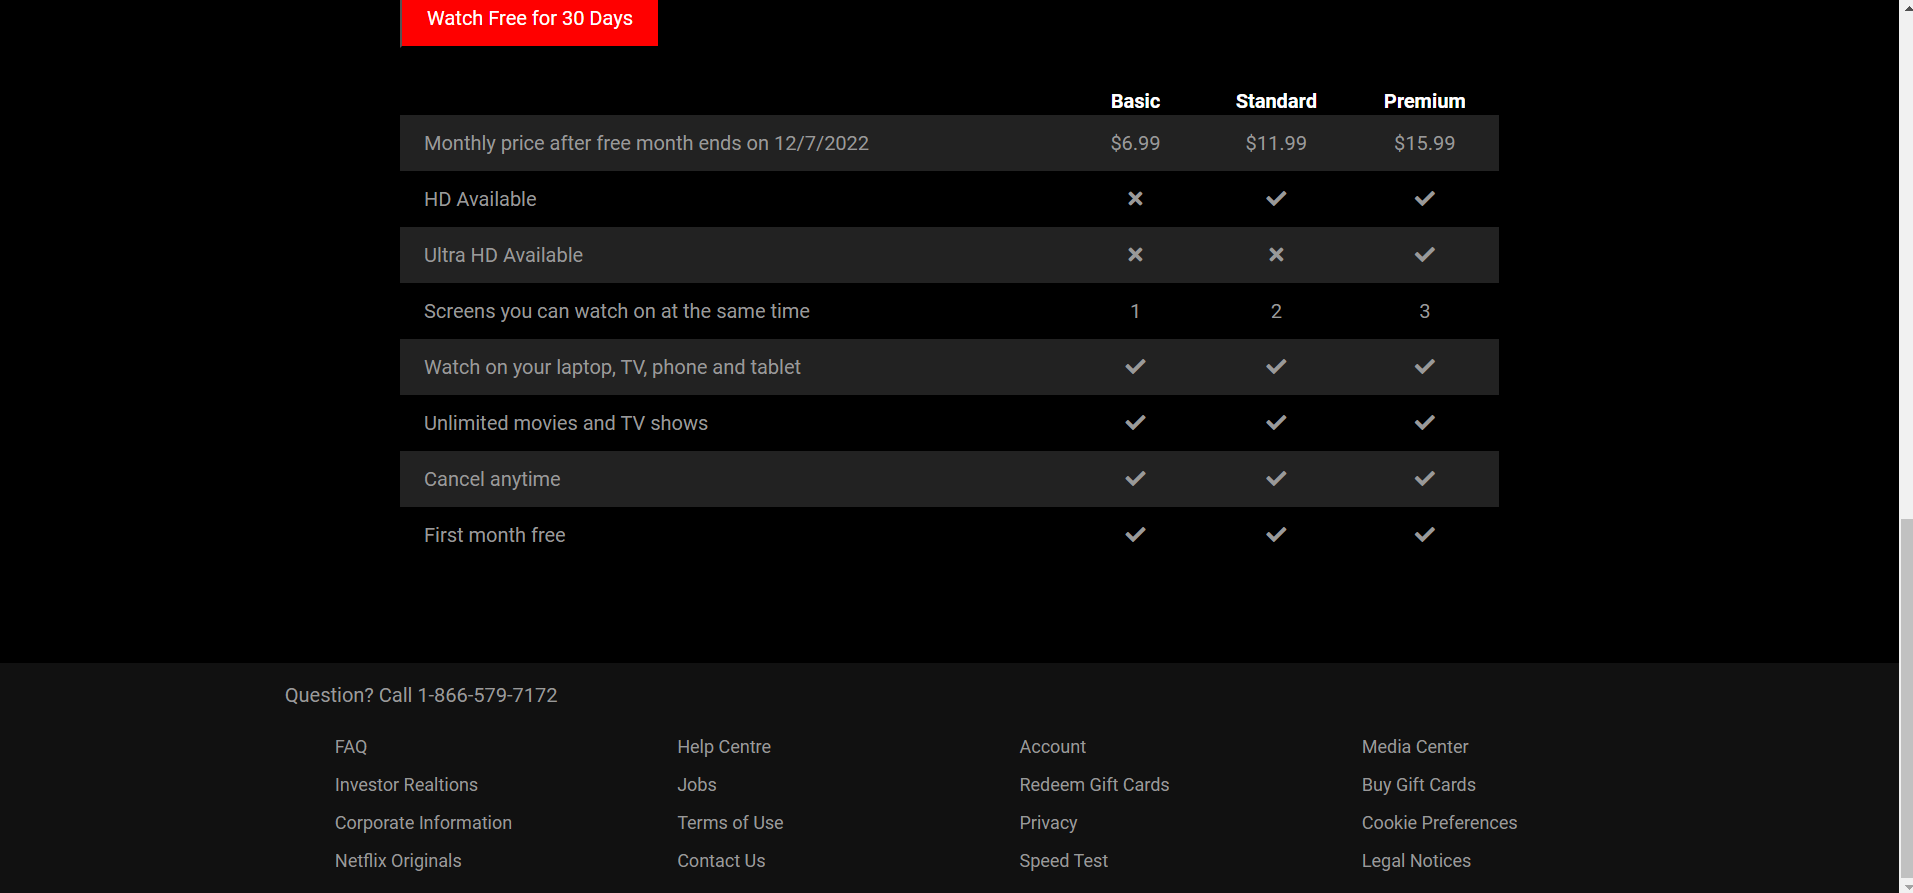 Watch Free for 30 Days
Basic Standard Premium
Monthly price after free month ends on 12/7/2022 $6.99 $11.99 $15.99
HD Available
Ultra HD Available
Screens you can watch on at the same time 1 2 3
Watch on your laptop, TV, phone and tablet
Unlimited movies and TV shows
Cancel anytime
First month free
Question? Call 1-866-579-7172
FAQ Help Centre Account Media Center
Investor Realtions Jobs Redeem Gift Cards Buy Gift Cards
Corporate Information Terms of Use Privacy Cookie Preferences
Netflix Originals Contact Us Speed Test Legal Notices